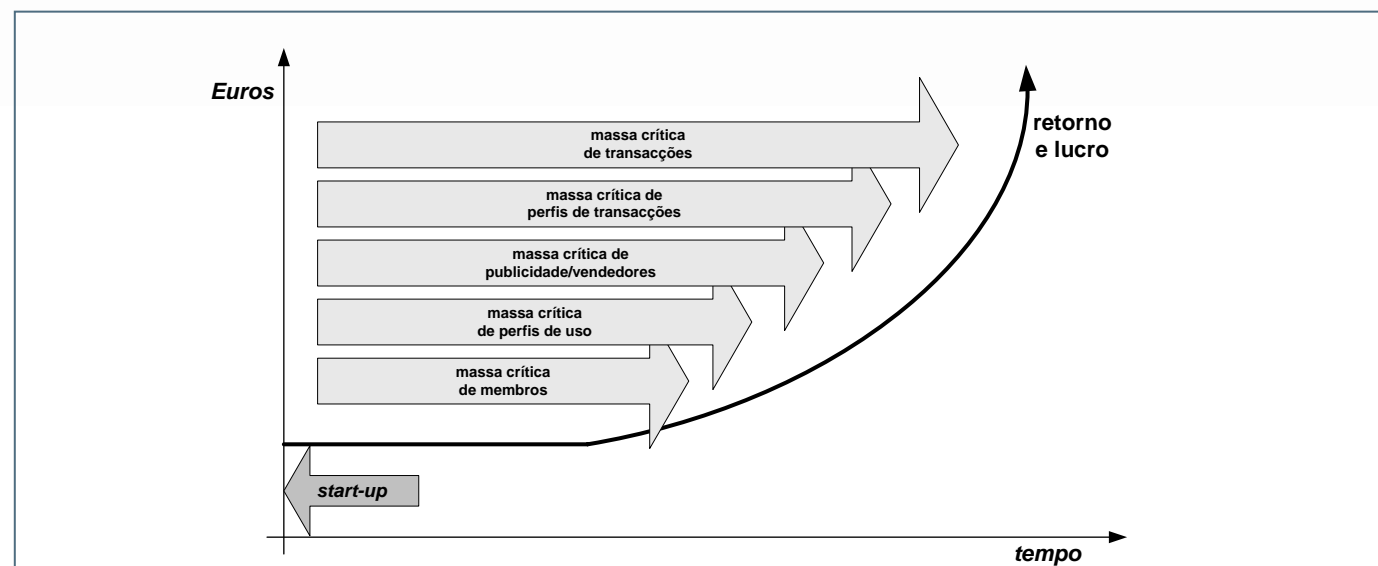 Euros
massa crítica
de transacções
retorno
e lucro
massa crítica de
perfis de transacções
massa crítica de
publicidade/vendedores
massa crítica
de perfis de uso
massa crítica
de membros
start-up
tempo